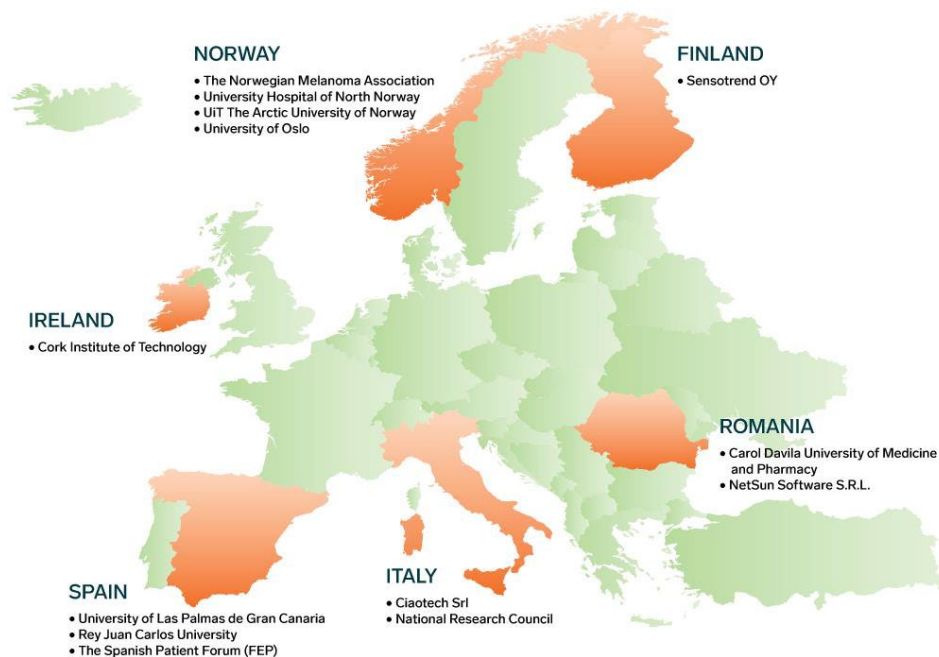 NORWAY
• The Norwegian Melanoma Association
• University Hospital of North Norway
• UiT The Arctic University of Norway
• University of Oslo
FINLAND
• Sensotrend OY
IRELAND
• Cork Institute of Technology
ROMANIA
• Carol Davila University of Medicine
and Pharmacy
• NetSun Software S.R.L.
SPAIN
• University of Las Palmas de Gran Canaria
• Rey Juan Carlos University
• The Spanish Patient Forum (FEP)
ITALY
• Ciaotech Srl
• National Research Council